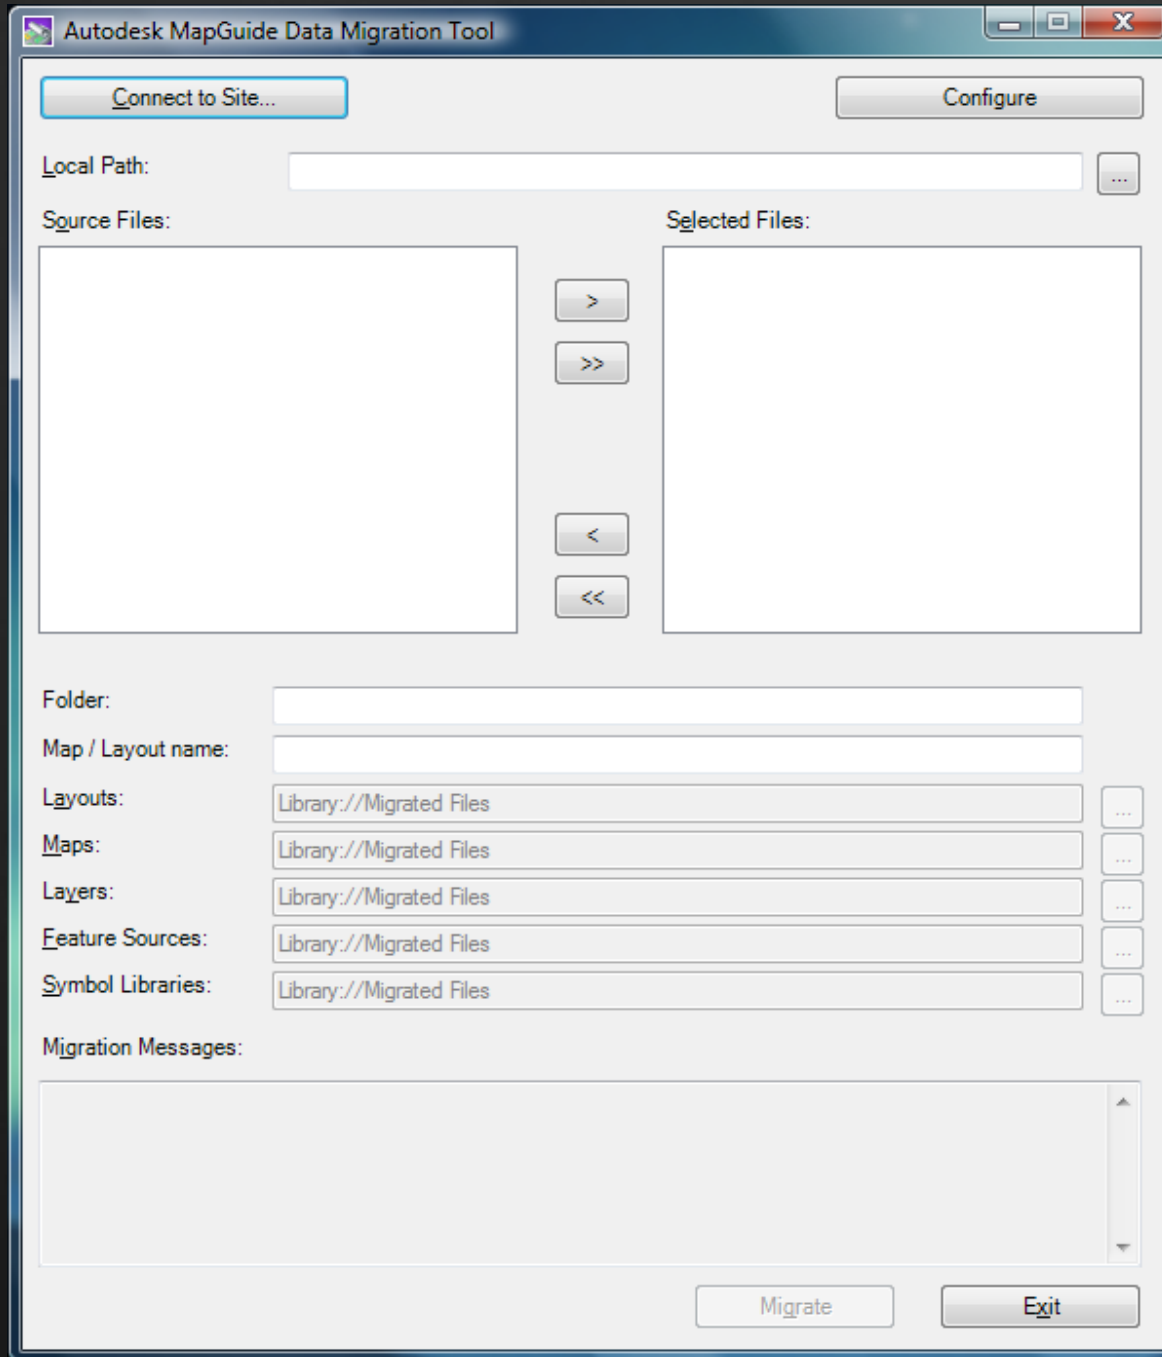 Autodesk MapGuide Data Migration Tool
Connect to Site...
Configure
Local Path:
...
Source Files:
Selected Files:
>
>>
<
<<
Folder:
Map / Layout name:
Layouts:
Library://Migrated Files
...
Maps:
Library://Migrated Files
...
Layers:
Library://Migrated Files
...
Feature Sources:
Library://Migrated Files
...
Symbol Libraries:
Library://Migrated Files
...
Migration Messages:
Migrate
Exit